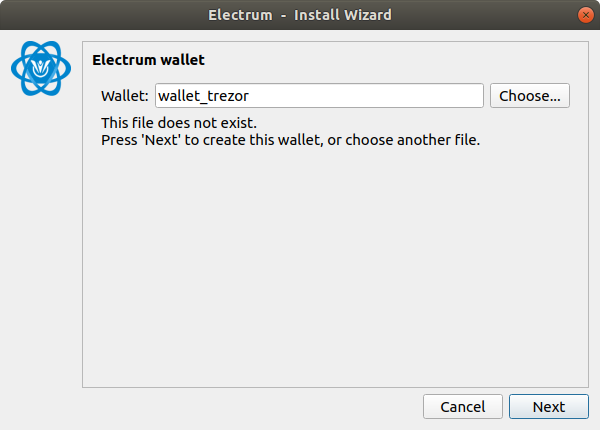 Electrum - Install Wizard
Electrum wallet
Wallet: wallet_trezor Choose...
This file does not exist.
Press 'Next' to create this wallet, or choose another file.
Cancel Next